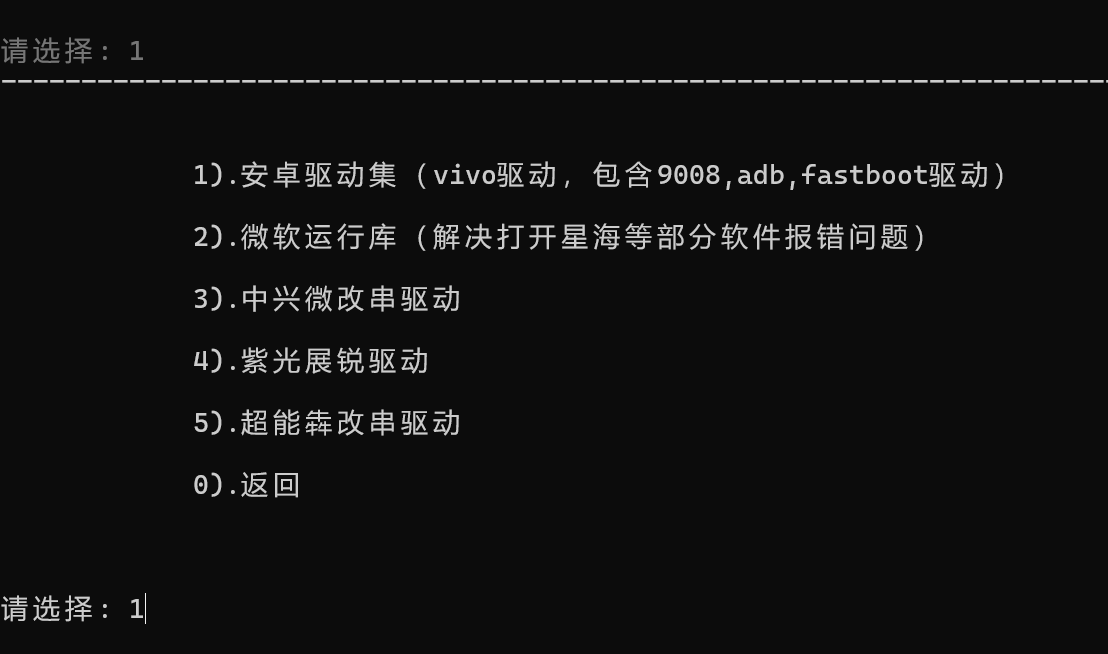 请选择: 1
----------------------------------------------------------------------
1).安卓驱动集（vivo驱动，包含9008,adb,fastboot驱动）
2).微软运行库（解决打开星海等部分软件报错问题）
3).中兴微改串驱动
4).紫光展锐驱动
5).超能犇改串驱动
0).返回
请选择: 1